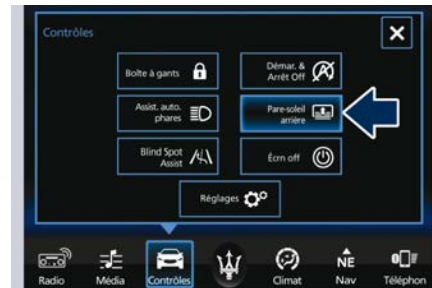 Contrôles
Boîte à gants
Démar. &
Arrêt Off
Assist. auto.
phares
Pare-soleil
arrière
Blind Spot
Assist
Écrn off
Réglages
Radio
Média
Contrôles
Climat
NE
Nav
Téléphon